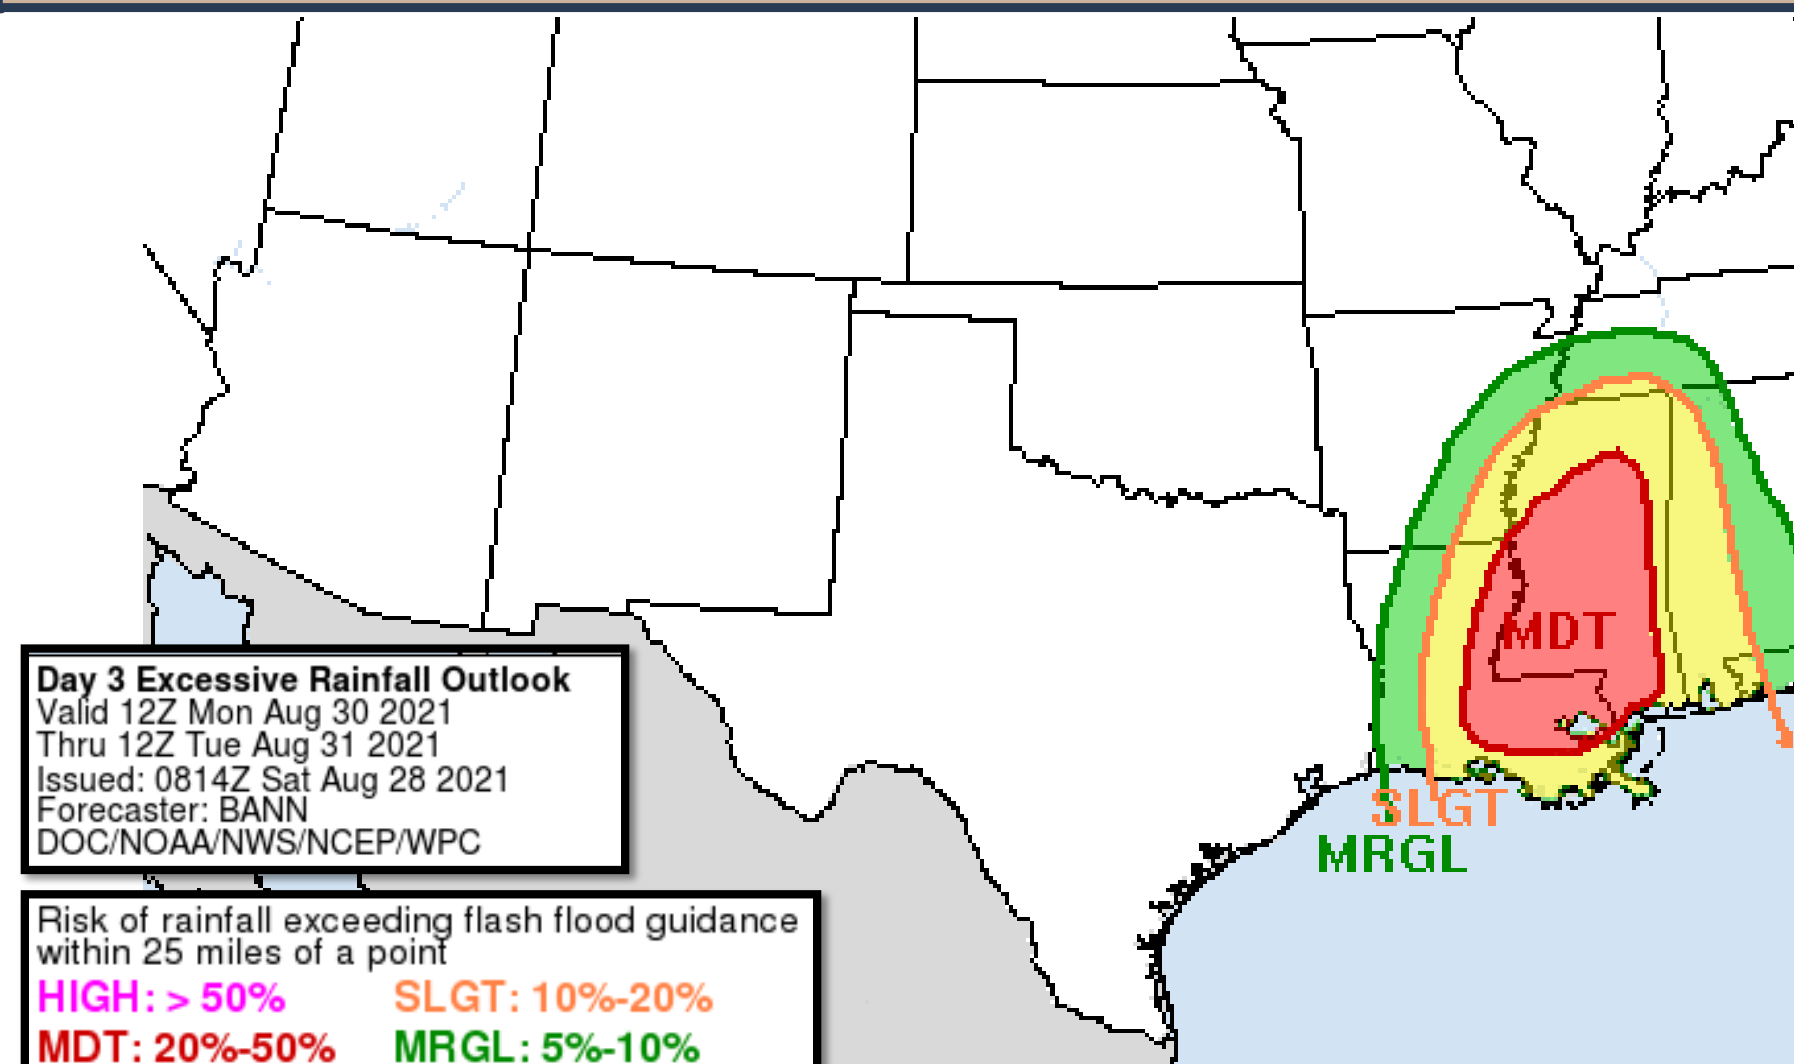 MDT
SLGT
MRGL
Day 3 Excessive Rainfall Outlook
Valid 12Z Mon Aug 30 2021
Thru 12Z Tue Aug 31 2021
Issued: 0814Z Sat Aug 28 2021
Forecaster: BANN
DOC/NOAA/NWS/NCEP/WPC
Risk of rainfall exceeding flash flood guidance
within 25 miles of a point
HIGH: > 50% SLGT: 10%-20%
MDT: 20%-50% MRGL: 5%-10%